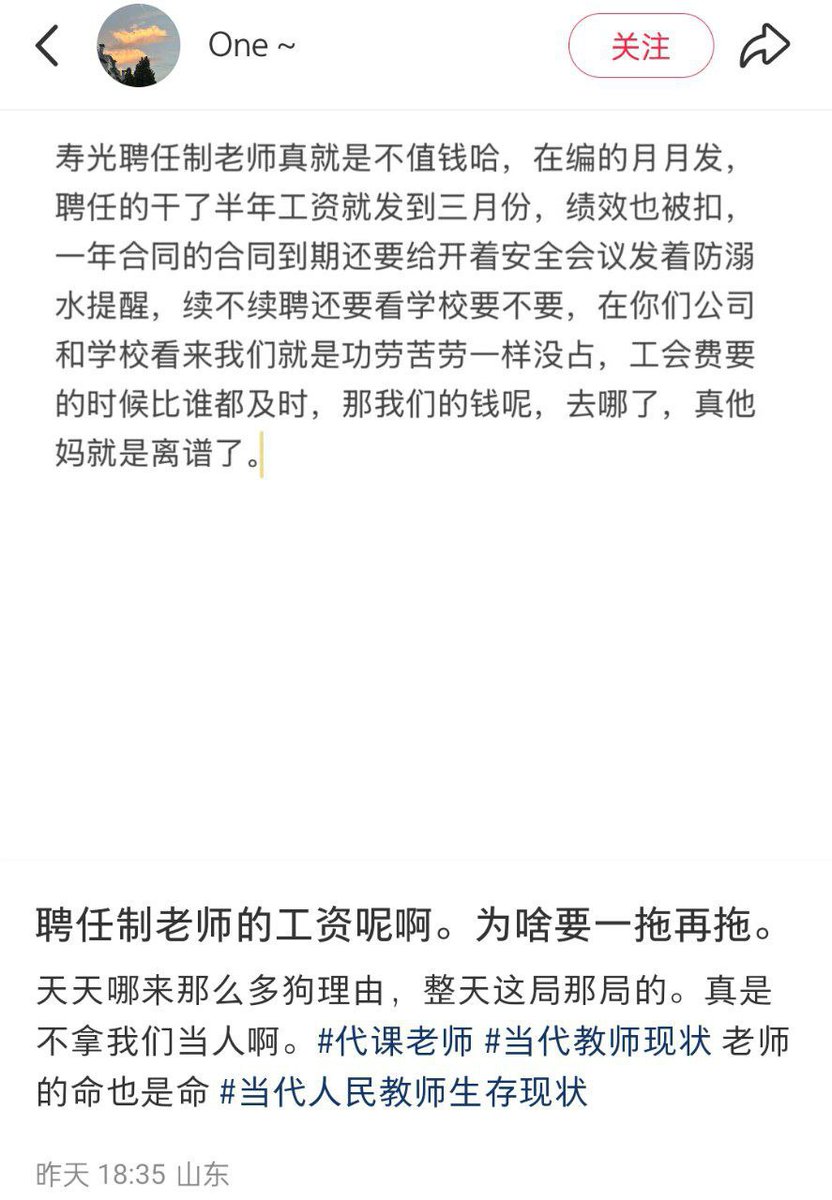 One ~
关注
寿光聘任制老师真就是不值钱哈，在编的月月发，
聘任的干了半年工资就发到三月份，绩效也被扣，
一年合同的合同到期还要给开着安全会议发着防溺
水提醒，续不续聘还要看学校要不要，在你们公司
和学校看来我们就是功劳苦劳一样没占，工会费要
的时候比谁都及时，那我们的钱呢，去哪了，真他
妈就是离谱了。
聘任制老师的工资呢啊。为啥要一拖再拖。
天天哪来那么多狗理由，整天这局那局的。真是
不拿我们当人啊。#代课老师 #当代教师现状 老师
的命也是命 #当代人民教师生存现状
昨天 18:35 山东